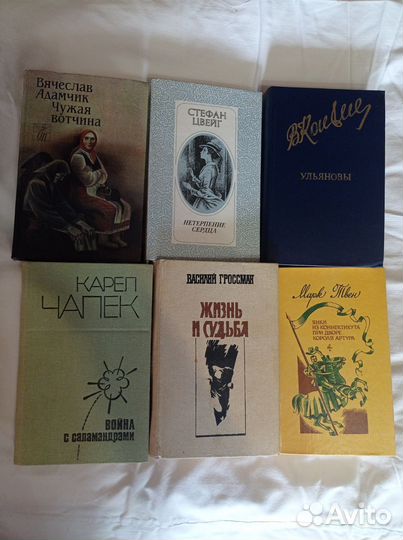 Вячеслав
Адамчик
Чужая
вотчина
СТЕФАН
ЦВЕЙГ
НЕТЕРПЕНИЕ
СЕРДЦА
УЛЬЯНОВЫ
КАРЕЛ
ЧАПЕК
ВОЙНА
С САЛАМАНДРАМИ
ВАСИЛИЙ ГРОССМАН
ЖИЗНЬ
И СУДЬБА
Марк Твен
ЯНКИ
ИЗ КОННЕКТИКУТА
ПРИ ДВОРЕ
КОРОЛЯ АРТУРА
Avito